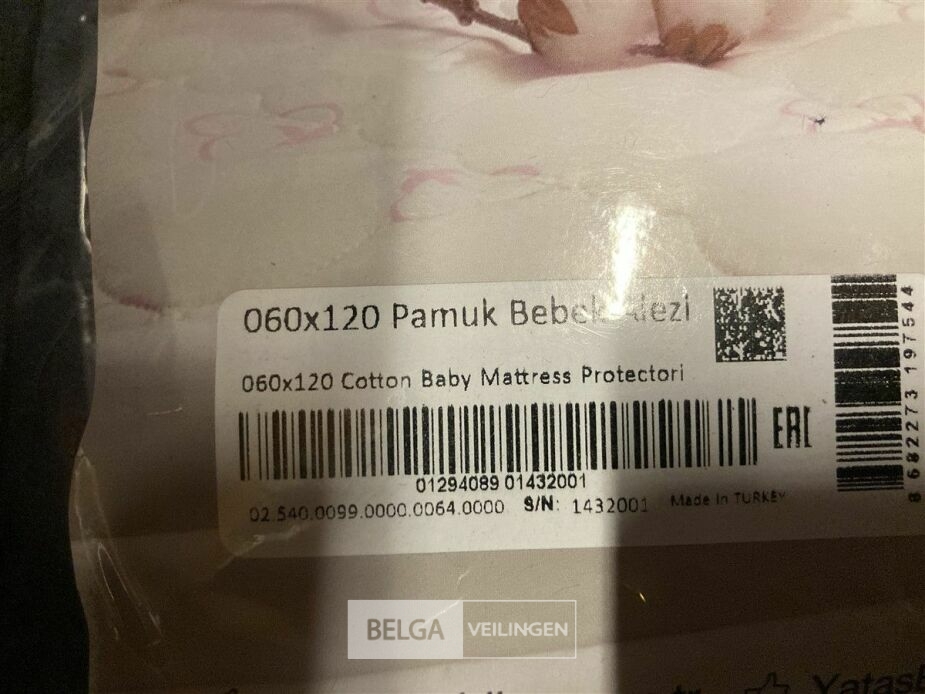 060x120 Pamuk Bebek Alezi
060x120 Cotton Baby Mattress Protectori
EAC
01294089 01432001
02.540.0099.0000.0064.0000 S/N: 1432001 Made In TURKEY
8 682273 197544
BELGA VEILINGEN